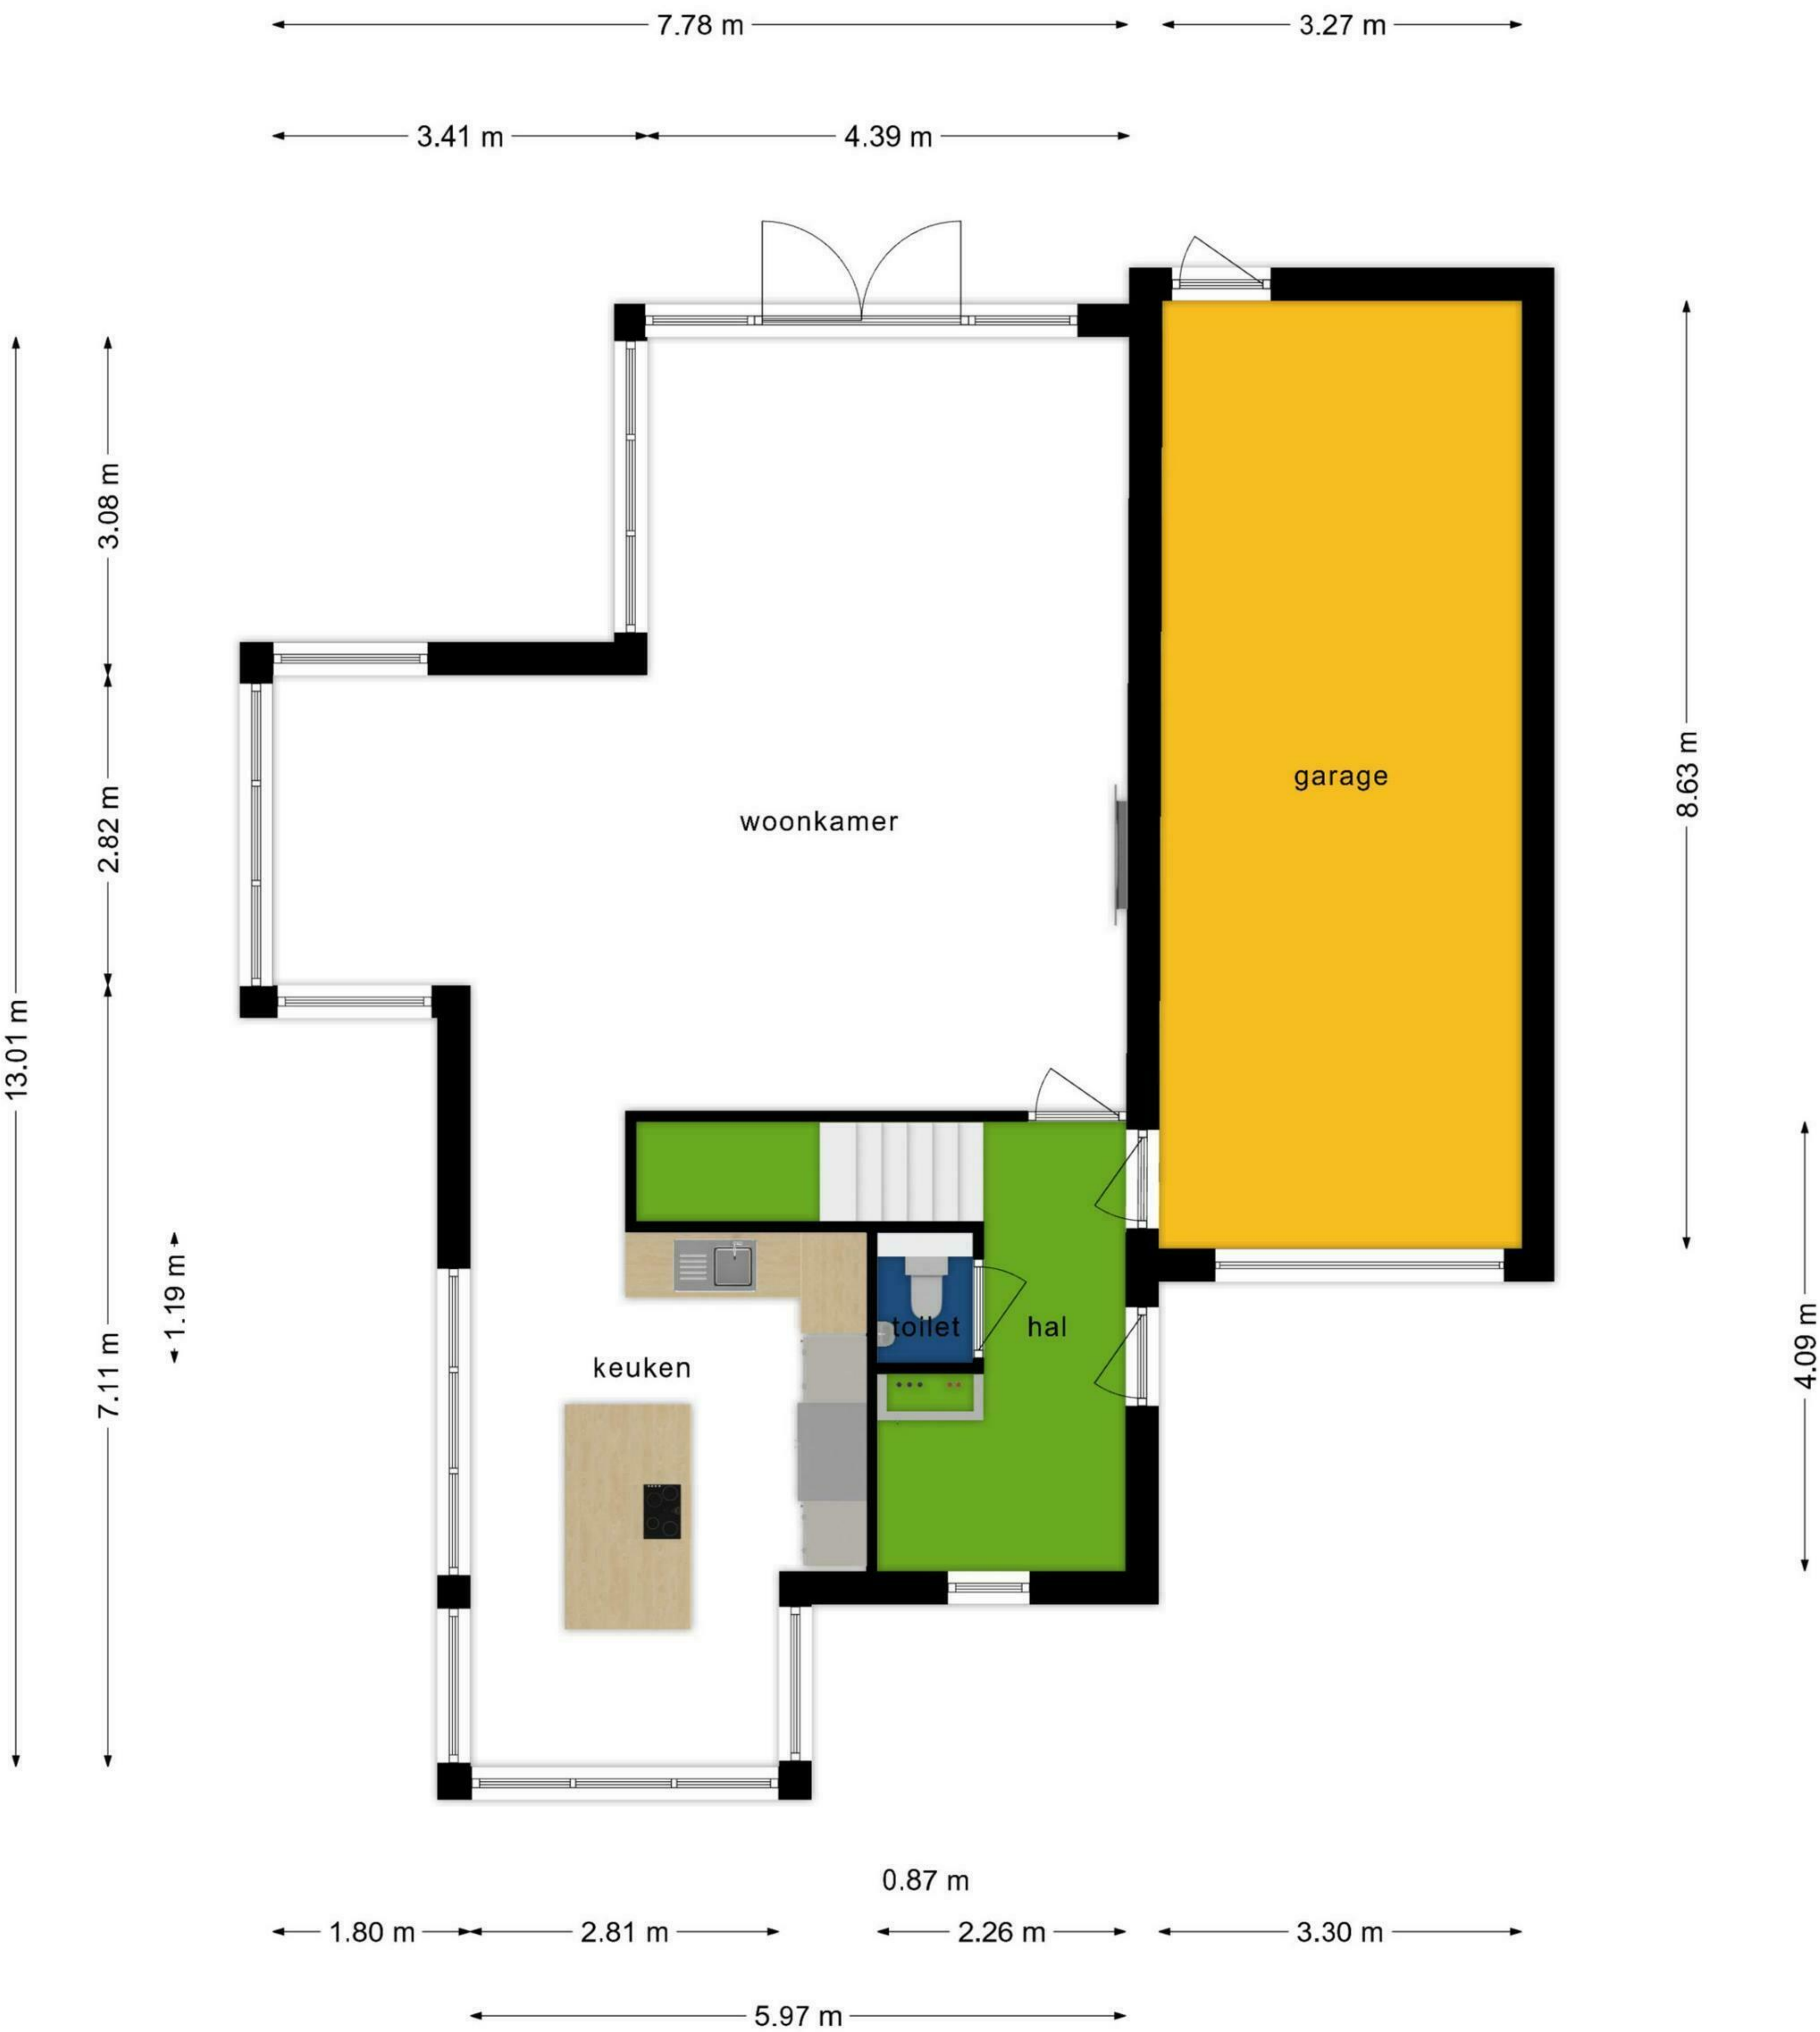 7.78 m
3.27 m
3.41 m
4.39 m
3.08 m
garage
8.63 m
woonkamer
2.82 m
13.01 m
1.19 m
toilet
hal
4.09 m
keuken
7.11 m
0.87 m
1.80 m
2.81 m
2.26 m
3.30 m
5.97 m